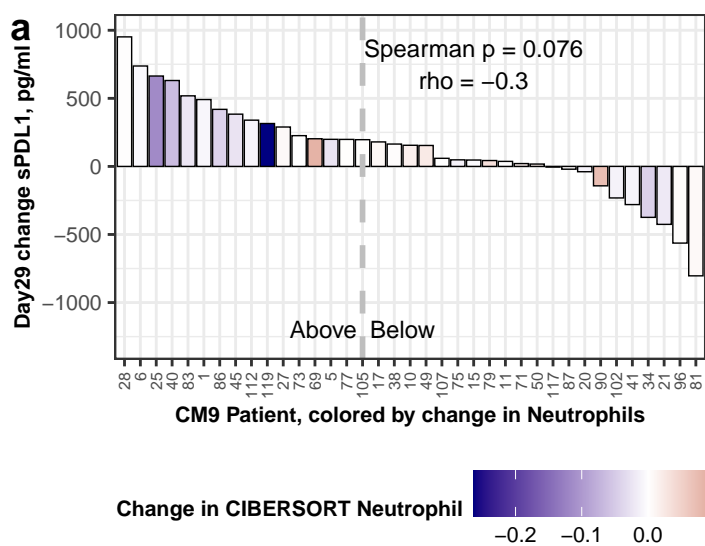 a
Day29 change sPDL1, pg/ml
1000
500
0
−500
−1000
Spearman p = 0.076
rho = −0.3
Above Below
28 6 25 40 83 1 86 45 112 119 27 73 69 5 77 105 17 38 10 49 107 75 15 79 11 71 50 117 87 20 90 102 41 34 21 96 81
CM9 Patient, colored by change in Neutrophils
Change in CIBERSORT Neutrophil
−0.2 −0.1 0.0